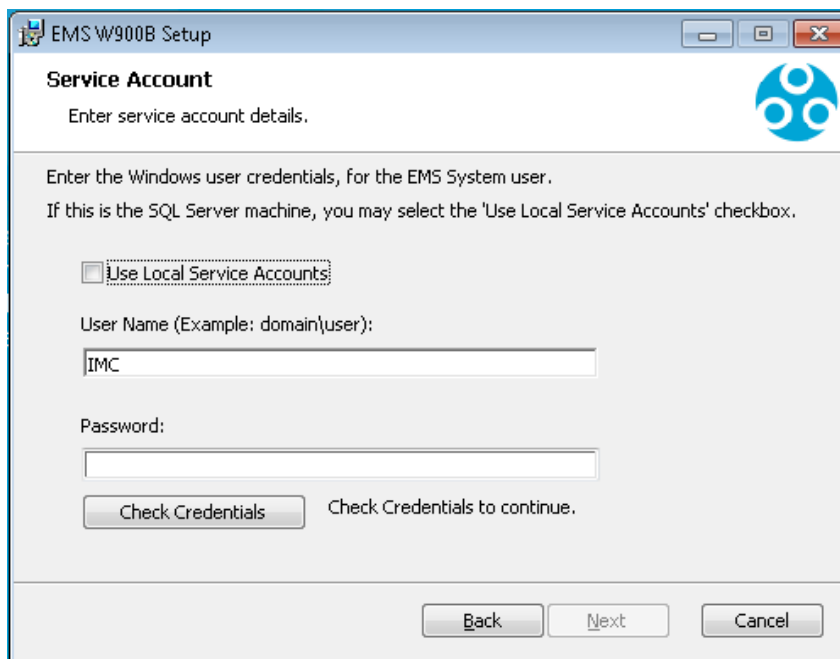 EMS W900B Setup
Service Account
Enter service account details.
Enter the Windows user credentials, for the EMS System user.
If this is the SQL Server machine, you may select the 'Use Local Service Accounts' checkbox.
Use Local Service Accounts
User Name (Example: domain\user):
IMC
Password:
Check Credentials Check Credentials to continue.
Back Next Cancel